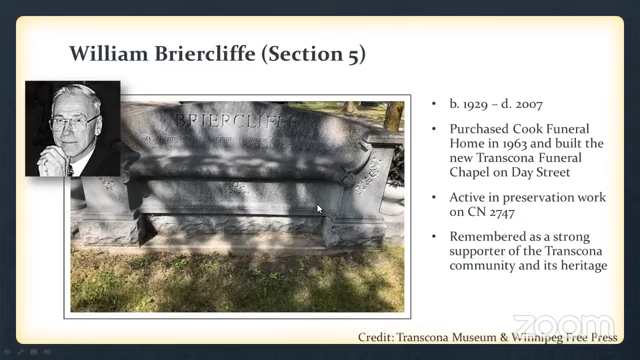 William Briercliffe (Section 5)
BRIERCLIFFE
• b. 1929 – d. 2007
• Purchased Cook Funeral
Home in 1963 and built the
new Transcona Funeral
Chapel on Day Street
• Active in preservation work
on CN 2747
• Remembered as a strong
supporter of the Transcona
community and its heritage
Credit: Transcona Museum & Winnipeg Free Press
zoom